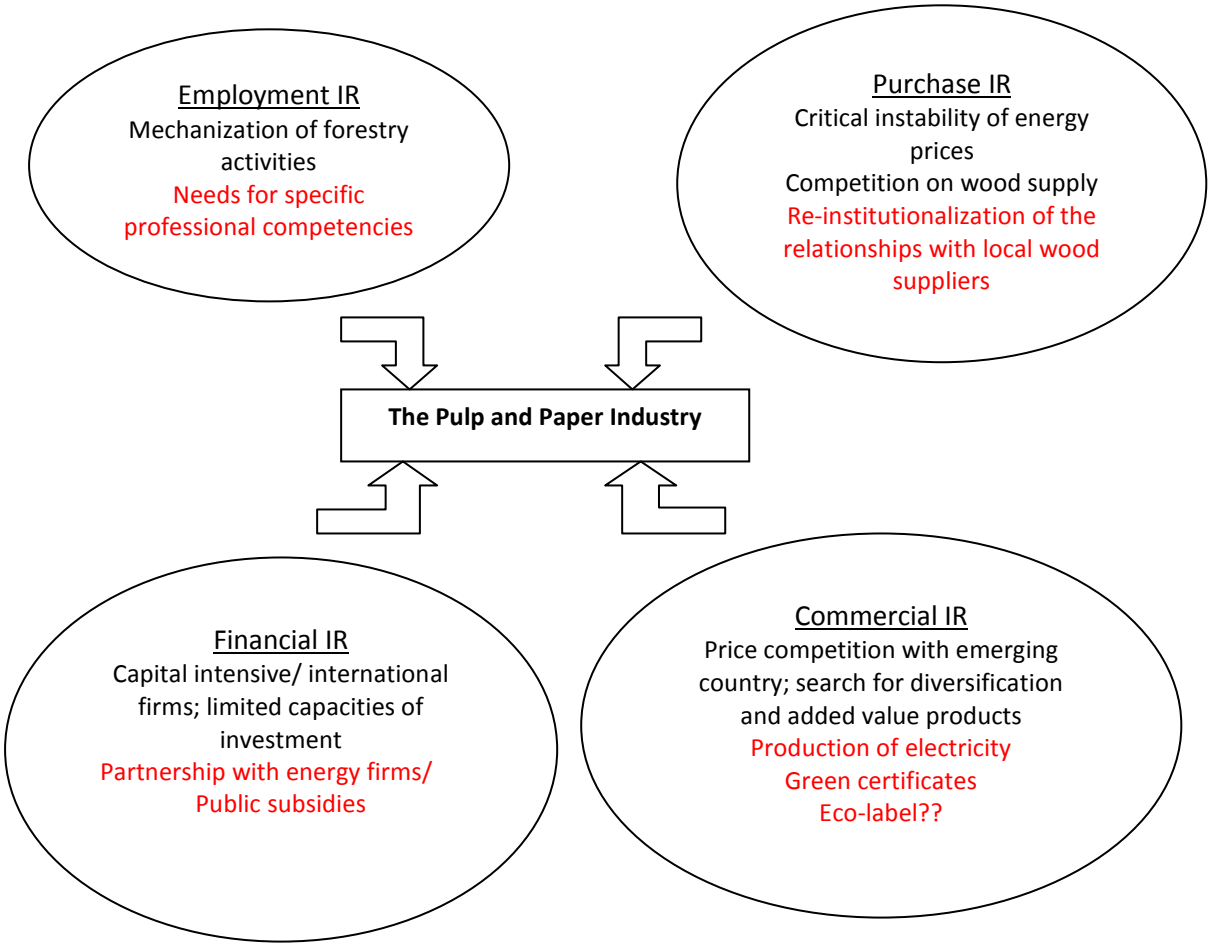 Employment IR
Mechanization of forestry
activities
Needs for specific
professional competencies
Purchase IR
Critical instability of energy
prices
Competition on wood supply
Re-institutionalization of the
relationships with local wood
suppliers
The Pulp and Paper Industry
Financial IR
Capital intensive/ international
firms; limited capacities of
investment
Partnership with energy firms/
Public subsidies
Commercial IR
Price competition with emerging
country; search for diversification
and added value products
Production of electricity
Green certificates
Eco-label??